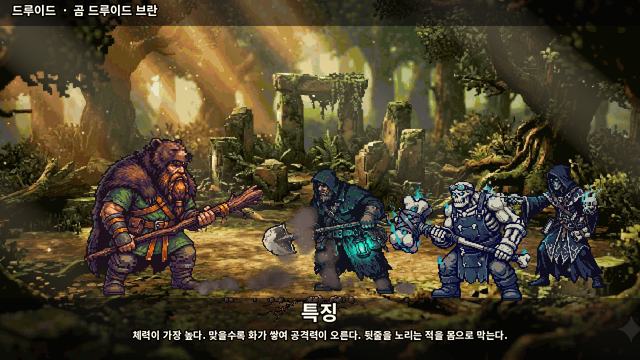 드루이드 · 곰 드루이드 브란
특징
체력이 가장 높다. 맞을수록 화가 쌓여 공격력이 오른다. 뒷줄을 노리는 적을 몸으로 막는다.